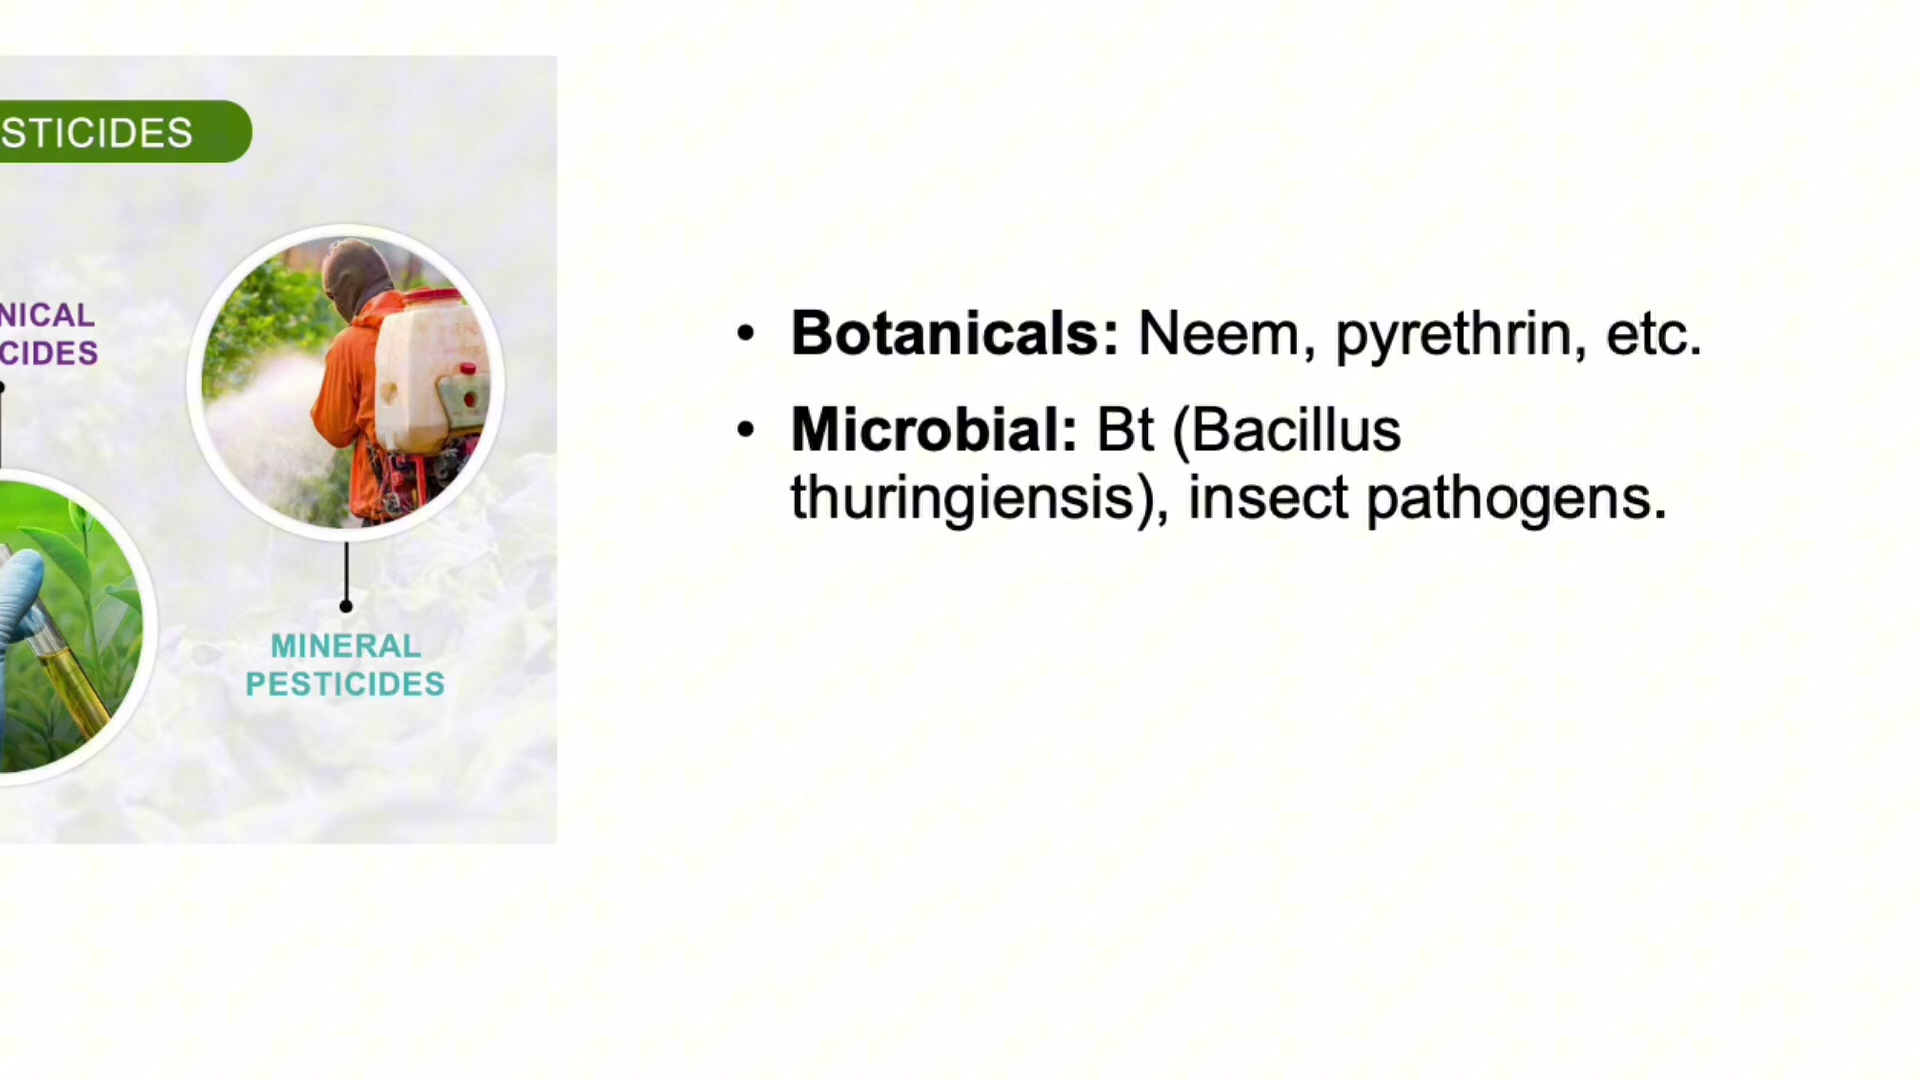 STICIDES
NICAL
CIDES
MINERAL
PESTICIDES
• Botanicals: Neem, pyrethrin, etc.
• Microbial: Bt (Bacillus
thuringiensis), insect pathogens.